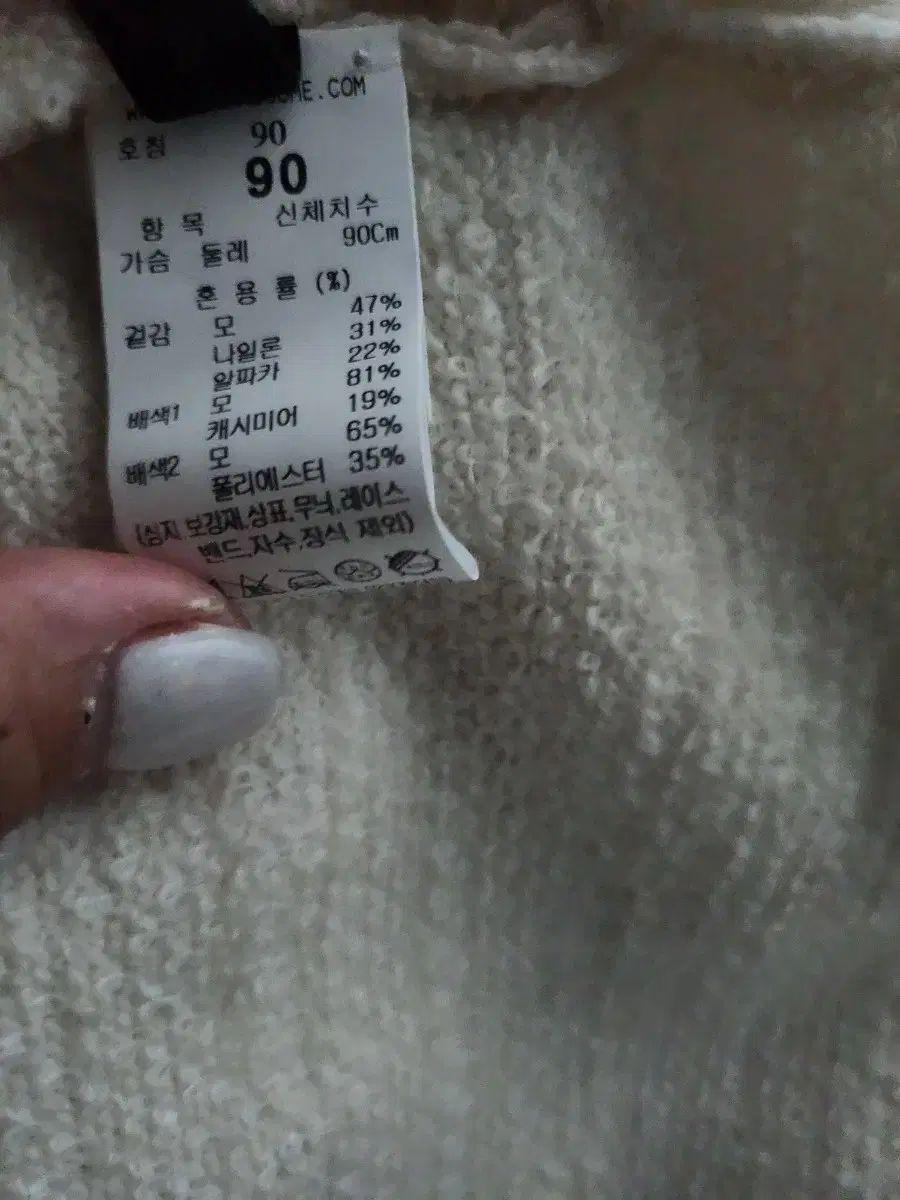 ME.COM
호칭 90
90
항 목 신체치수
가슴 둘레 90Cm
혼 용 률 (%)
겉감 모 47%
나일론 31%
알파카 22%
배색1 모 81%
캐시미어 19%
배색2 모 65%
폴리에스터 35%
(심지,보강재,상표,무늬,레이스
밴드,자수,장식 제외)